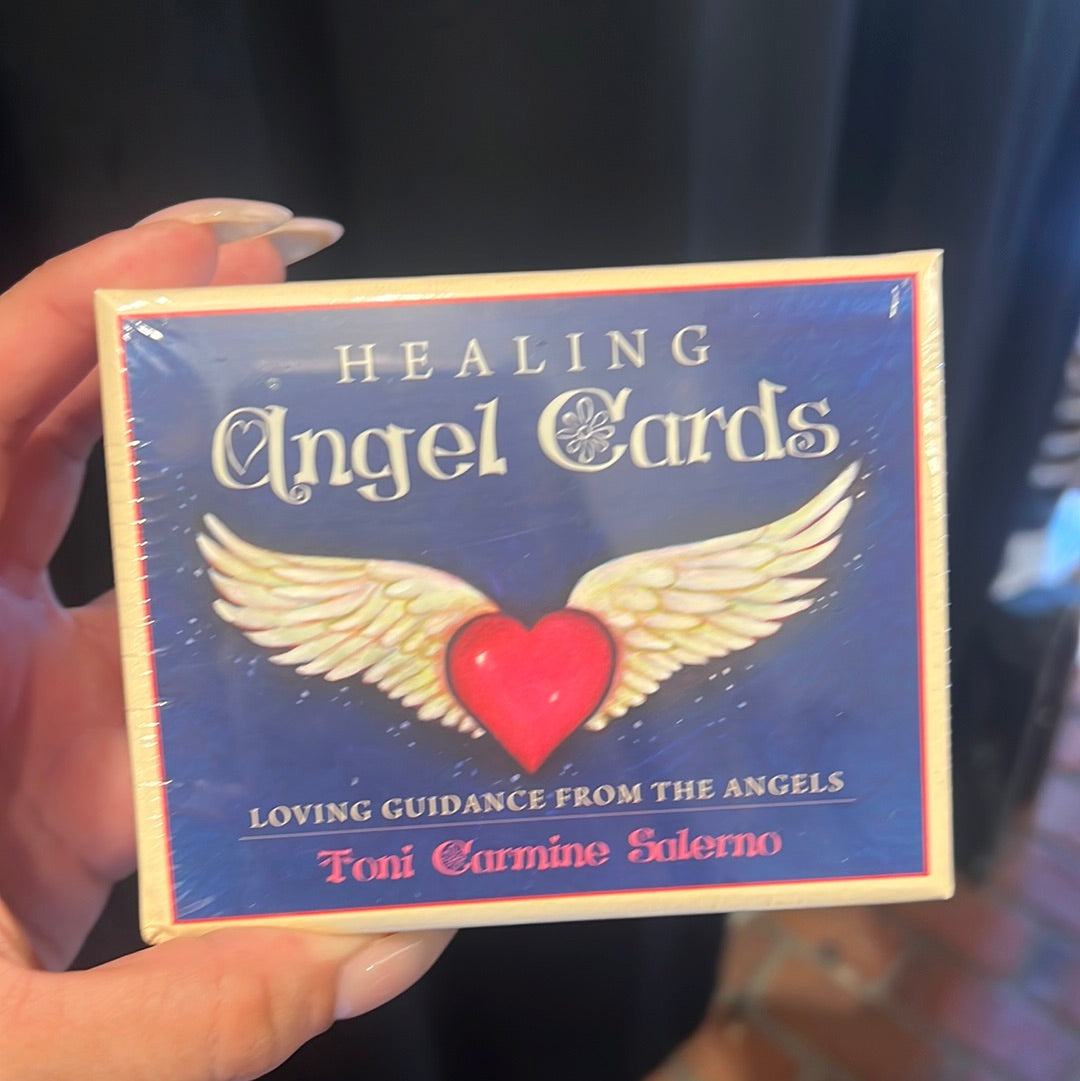 HEALING
Angel Cards
LOVING GUIDANCE FROM THE ANGELS
Toni Carmine Salerno